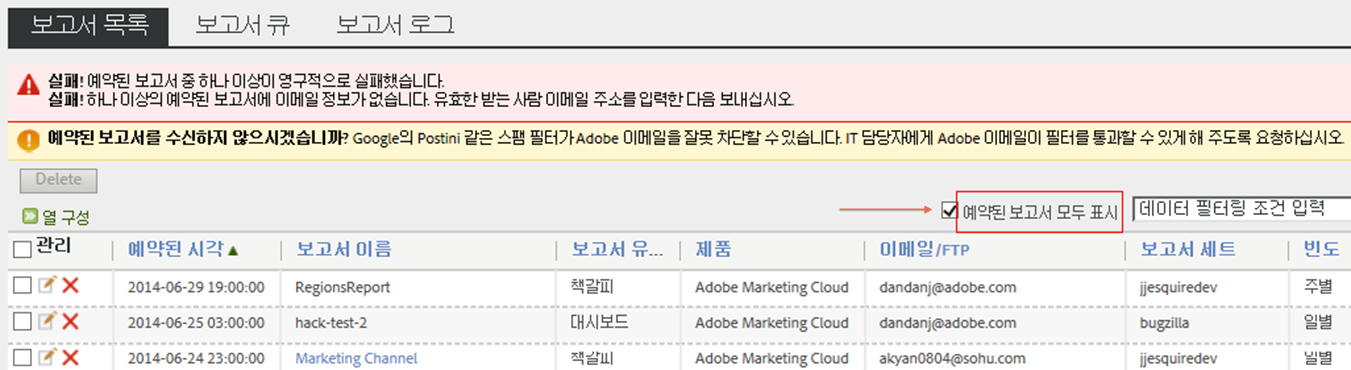 보고서 목록 보고서 큐 보고서 로그
실패! 예약된 보고서 중 하나 이상이 영구적으로 실패했습니다.
실패! 하나 이상의 예약된 보고서에 이메일 정보가 없습니다. 유효한 받는 사람 이메일 주소를 입력한 다음 보내십시오.
예약된 보고서를 수신하지 않으시겠습니까? Google의 Postini 같은 스팸 필터가 Adobe 이메일을 잘못 차단할 수 있습니다. IT 담당자에게 Adobe 이메일이 필터를 통과할 수 있게 해 주도록 요청하십시오.
Delete
열 구성 예약된 보고서 모두 표시 데이터 필터링 조건 입력
관리 예약된 시각 보고서 이름 보고서 유... 제품 이메일/FTP 보고서 세트 빈도
2014-06-29 19:00:00 RegionsReport 책갈피 Adobe Marketing Cloud dandanj@adobe.com jjesquiredev 주별
2014-06-25 03:00:00 hack-test-2 대시보드 Adobe Marketing Cloud dandanj@adobe.com bugzilla 일별
2014-06-24 23:00:00 Marketing Channel 책갈피 Adobe Marketing Cloud akyan0804@sohu.com jjesquiredev 일별